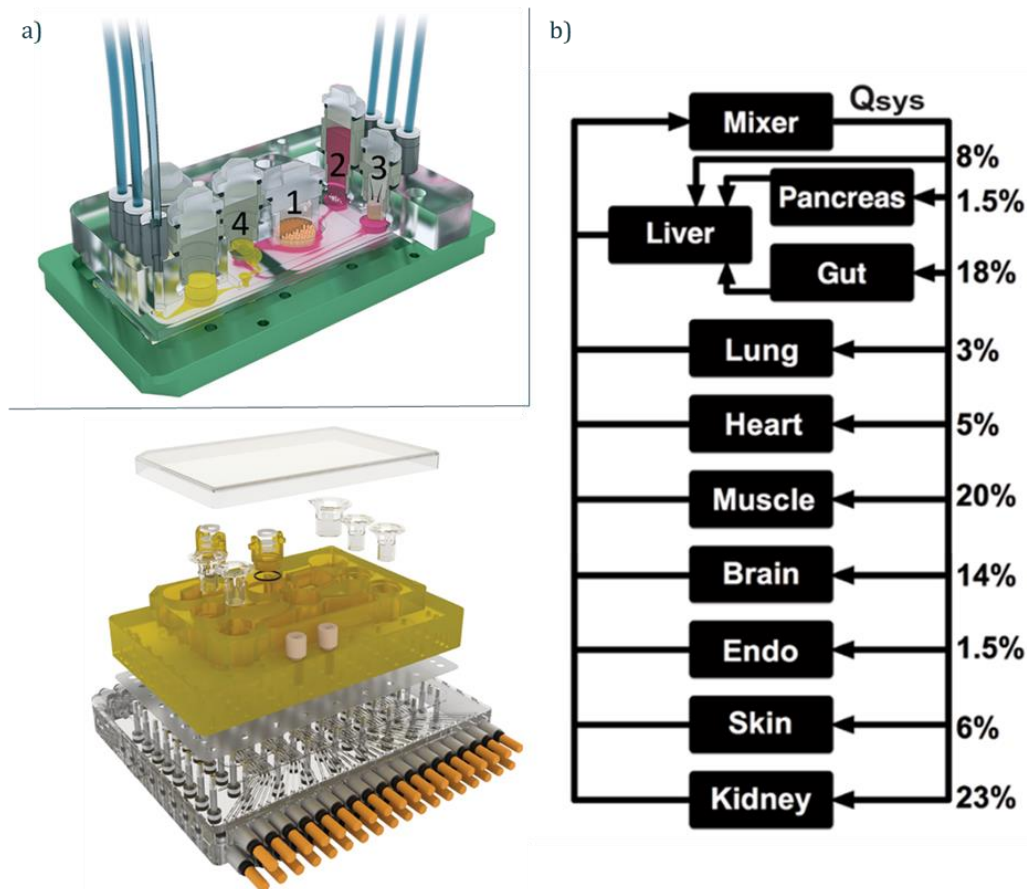 a)
1
2
3
4
b)
Qsys
Mixer
8%
Pancreas
1.5%
Liver
Gut
18%
Lung
3%
Heart
5%
Muscle
20%
Brain
14%
Endo
1.5%
Skin
6%
Kidney
23%